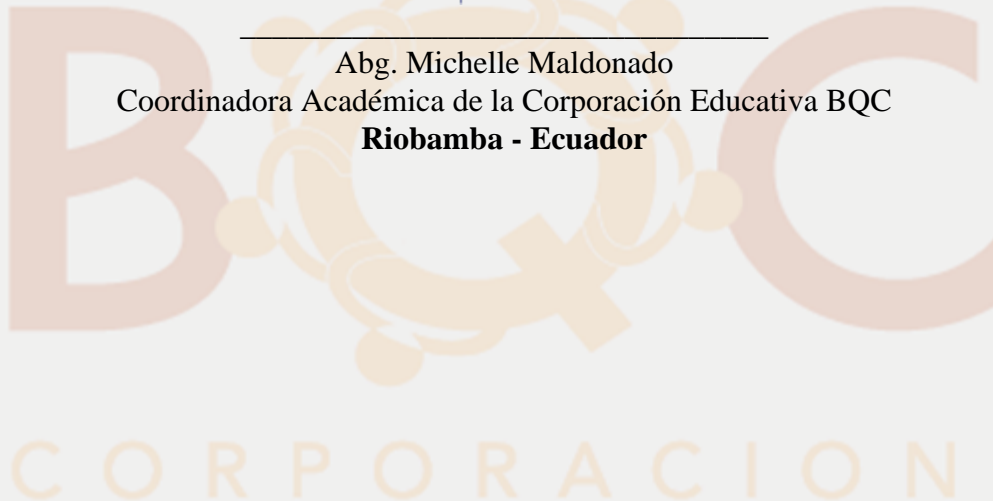 Abg. Michelle Maldonado
Coordinadora Académica de la Corporación Educativa BQC
Riobamba - Ecuador
BQC
CORPORACION